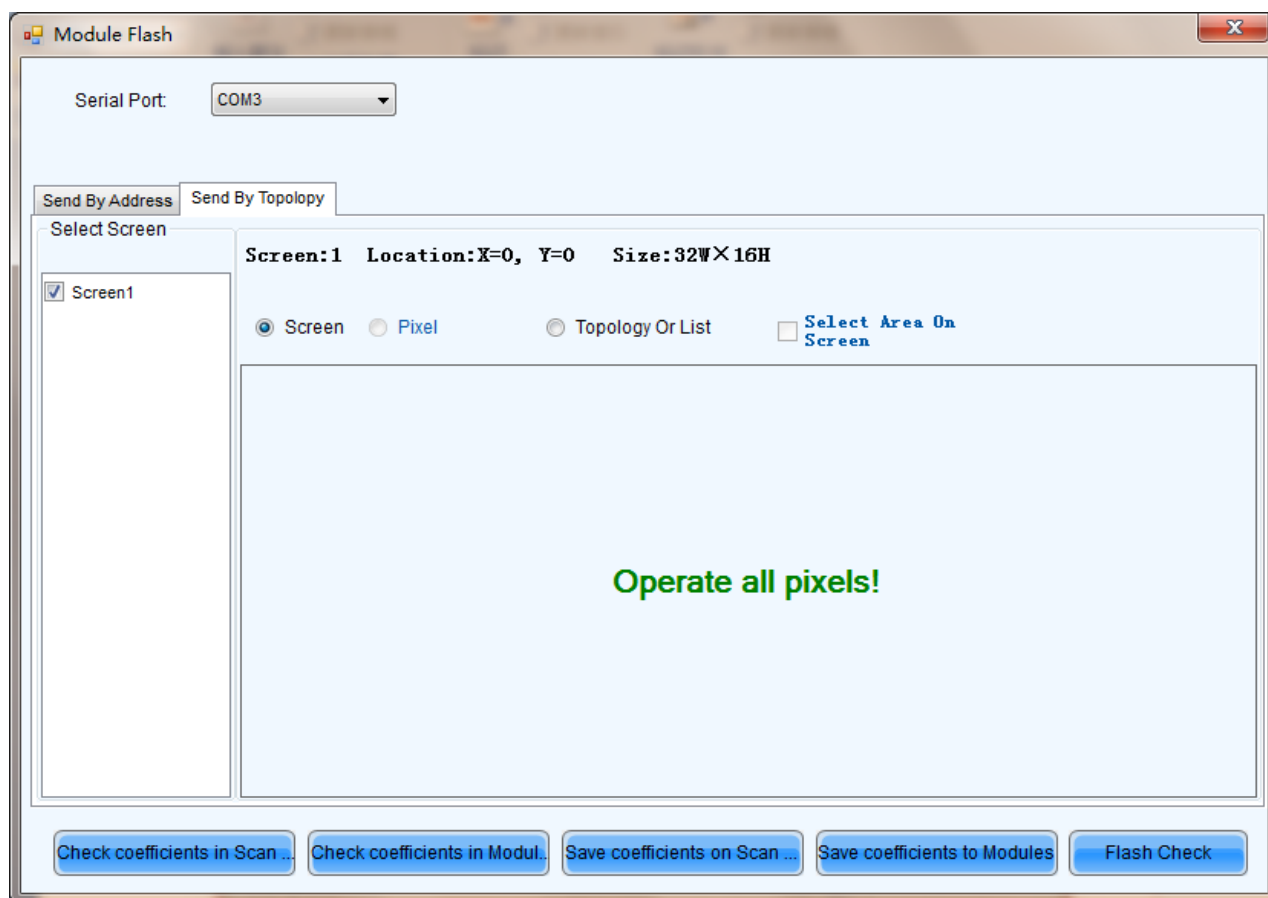 Module Flash
Serial Port:
COM3
Send By Address
Send By Topolopy
Select Screen
Screen:1 Location:X=0, Y=0 Size:32W×16H
Screen1
Screen
Pixel
Topology Or List
Select Area On
Screen
Operate all pixels!
Check coefficients in Scan ...
Check coefficients in Modul..
Save coefficients on Scan ...
Save coefficients to Modules
Flash Check